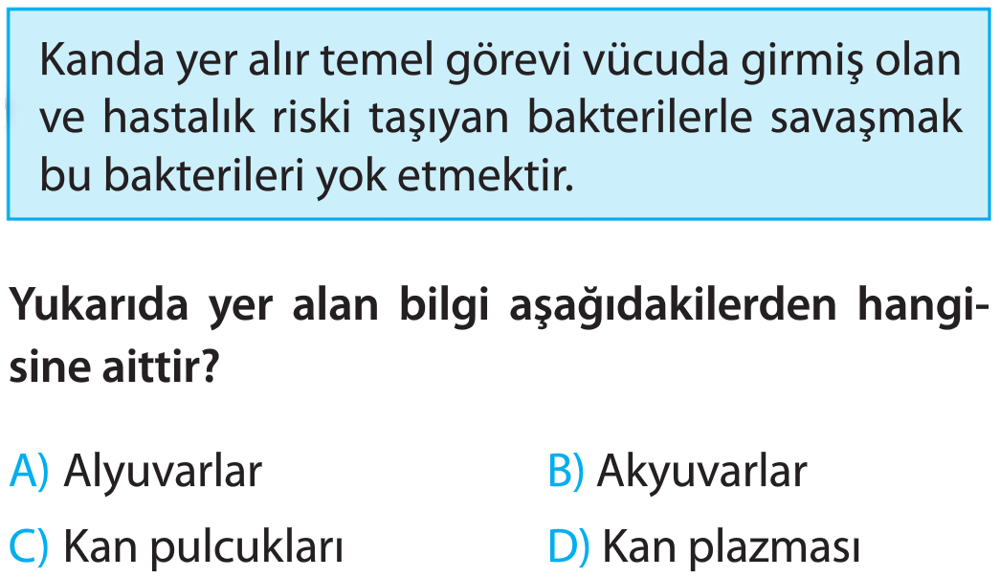 Kanda yer alır temel görevi vücuda girmiş olan
ve hastalık riski taşıyan bakterilerle savaşmak
bu bakterileri yok etmektir.
Yukarıda yer alan bilgi aşağıdakilerden hangi-
sine aittir?
A) Alyuvarlar B) Akyuvarlar
C) Kan pulcukları D) Kan plazması